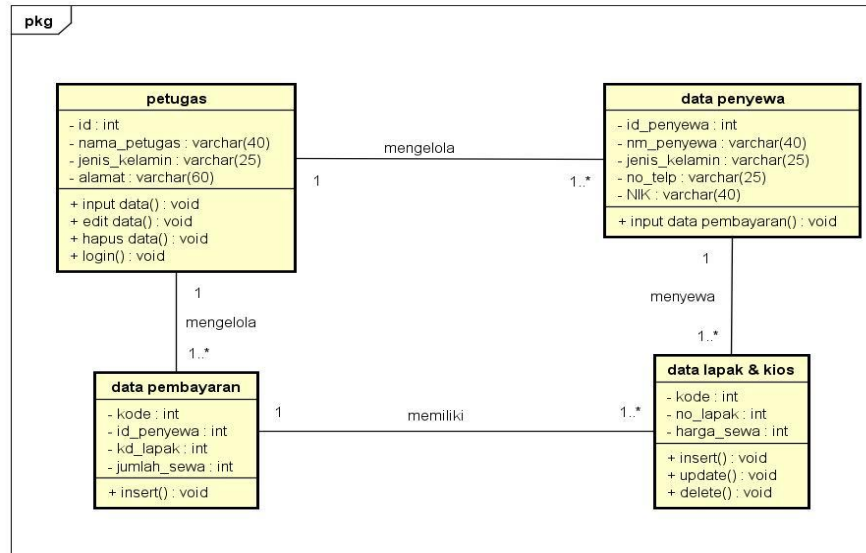 pkg
petugas
- id : int
- nama_petugas : varchar(40)
- jenis_kelamin : varchar(25)
- alamat : varchar(60)
+ input data() : void
+ edit data() : void
+ hapus data() : void
+ login() : void
mengelola
1
1..*
data penyewa
- id_penyewa : int
- nm_penyewa : varchar(40)
- jenis_kelamin : varchar(25)
- no_telp : varchar(25)
- NIK : varchar(40)
+ input data pembayaran() : void
1
mengelola
1..*
1
menyewa
1..*
data pembayaran
- kode : int
- id_penyewa : int
- kd_lapak : int
- jumlah_sewa : int
+ insert() : void
1
memiliki
1..*
data lapak & kios
- kode : int
- no_lapak : int
- harga_sewa : int
+ insert() : void
+ update() : void
+ delete() : void